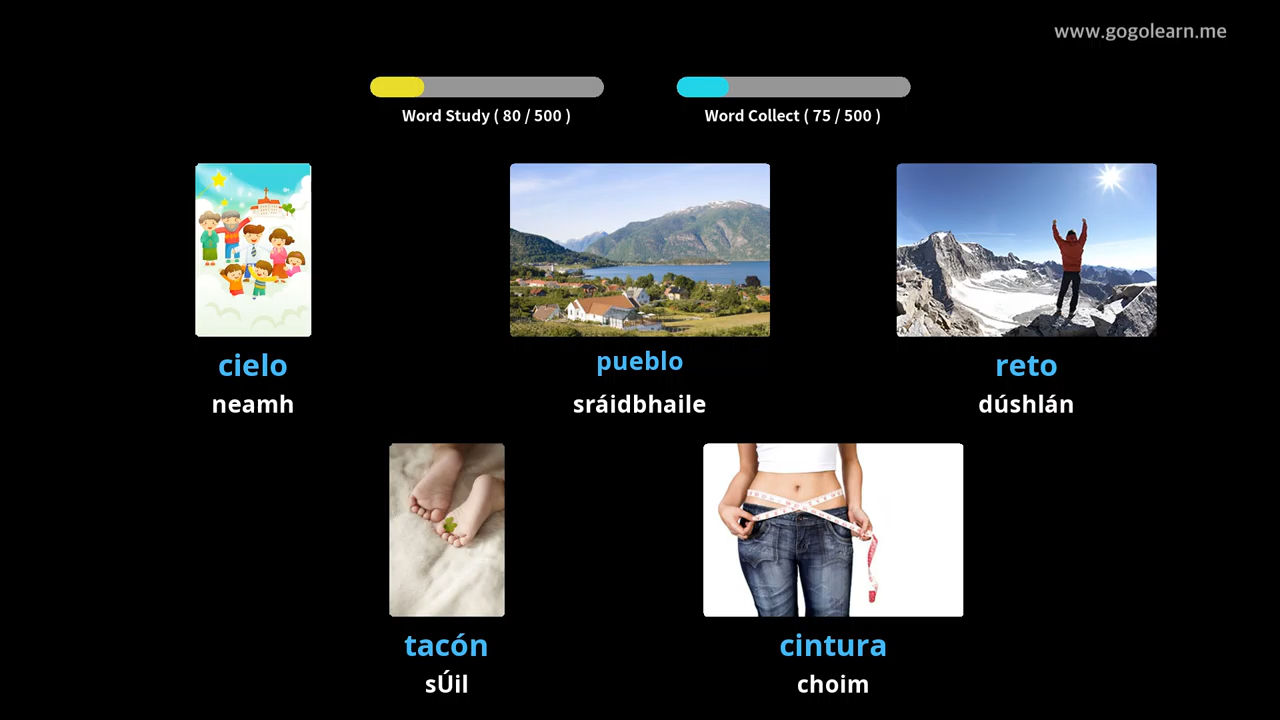 www.gogolearn.me
Word Study ( 80 / 500 )
Word Collect ( 75 / 500 )
cielo
neamh
pueblo
sráidbhaile
reto
dúshlán
tacón
sÚil
cintura
choim